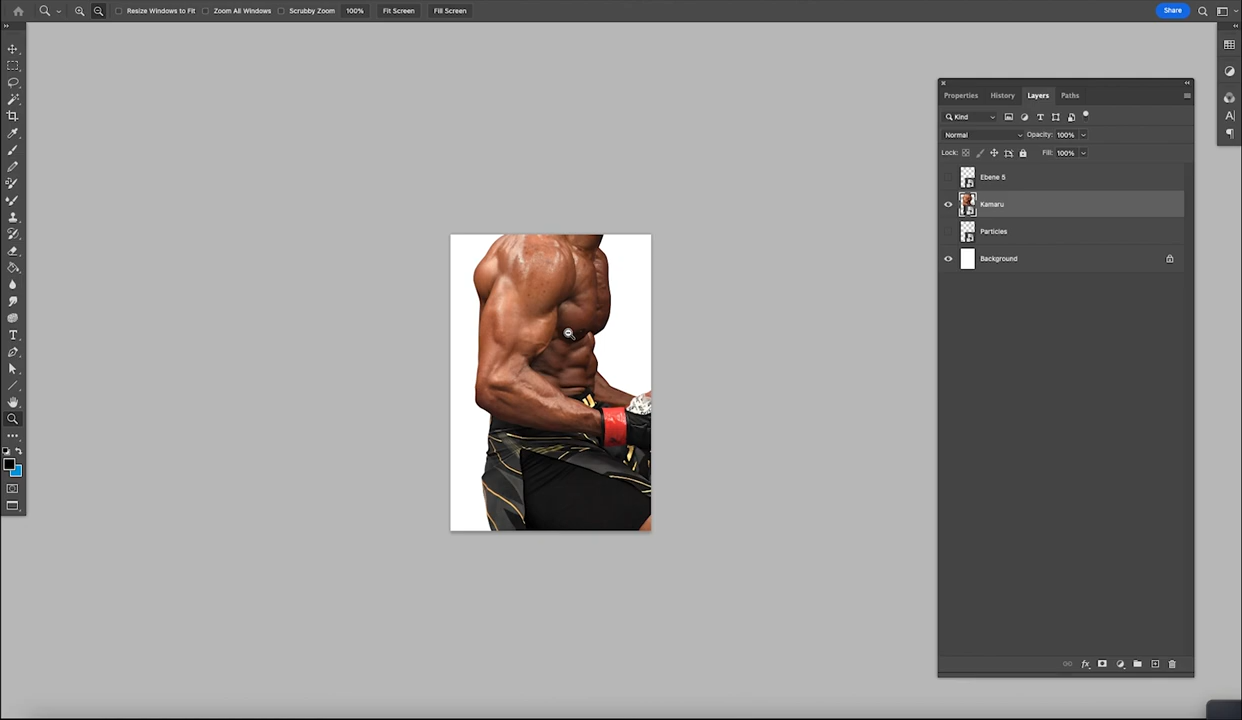 Resize Windows to Fit Zoom All Windows Scrubby Zoom 100% Fit Screen Fill Screen Share
Properties History Layers Paths
Kind
Normal Opacity: 100%
Lock: Fill: 100%
Ebene 5
Kamaru
Particles
Background